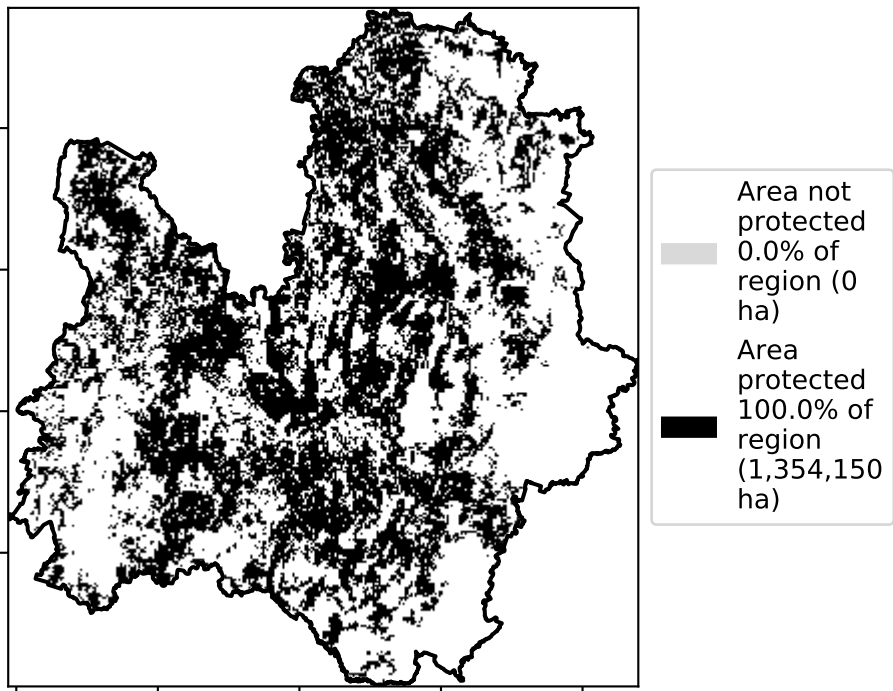 Area not
protected
0.0% of
region (0
ha)
Area
protected
100.0% of
region
(1,354,150
ha)